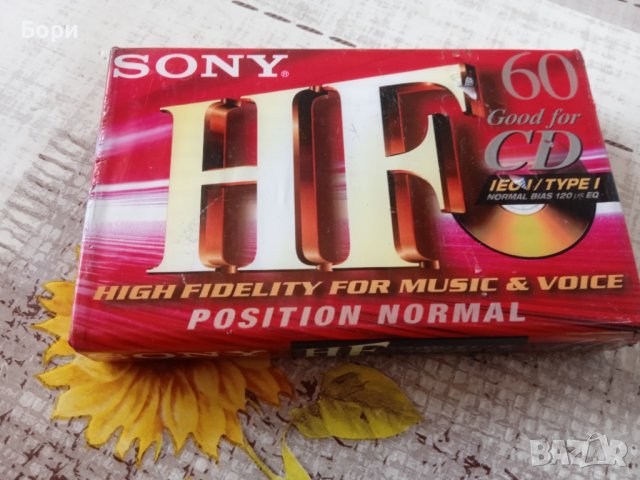 Бори
SONY®
HF
60
Good for
CD
IEC I / TYPE I
NORMAL BIAS 120 µs EQ
HIGH FIDELITY FOR MUSIC & VOICE
POSITION NORMAL
SONY
HF
BAZAR